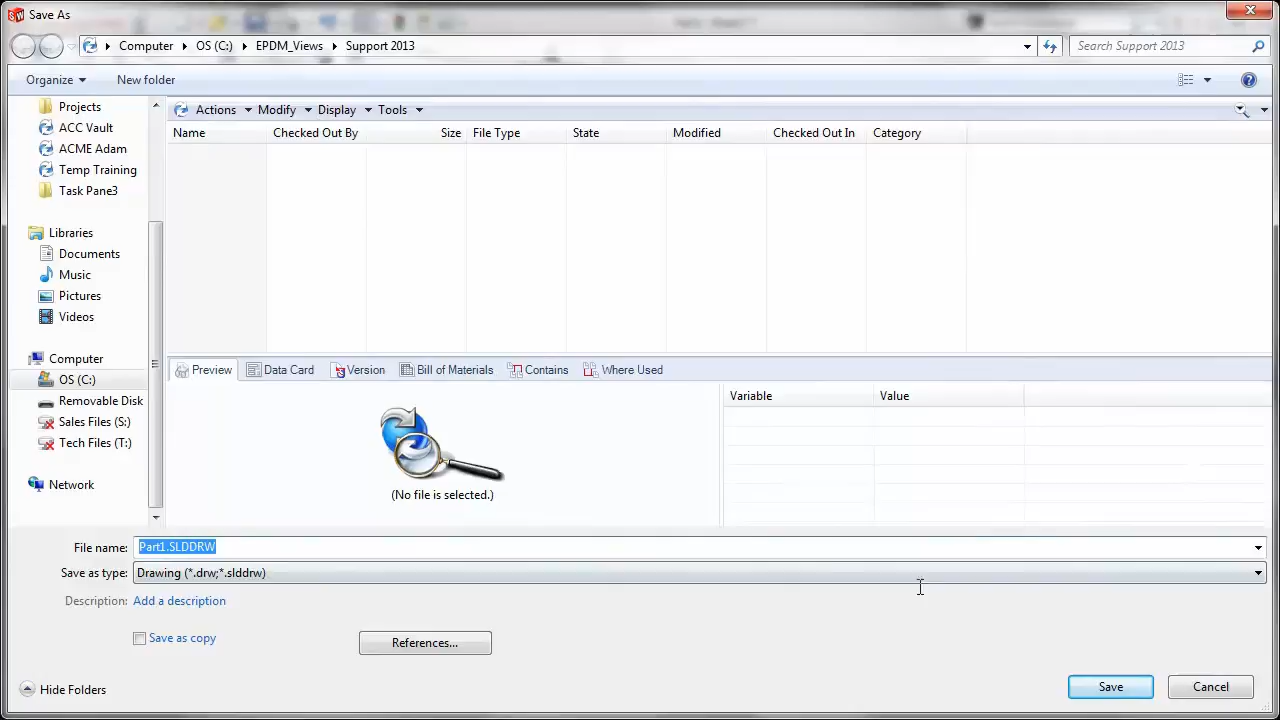 Save As
Computer OS (C:) EPDM_Views Support 2013 Search Support 2013
Organize New folder
Projects
ACC Vault
ACME Adam
Temp Training
Task Pane3
Libraries
Documents
Music
Pictures
Videos
Computer
OS (C:)
Removable Disk
Sales Files (S:)
Tech Files (T:)
Network
Actions Modify Display Tools
Name Checked Out By Size File Type State Modified Checked Out In Category
Preview Data Card Version Bill of Materials Contains Where Used
(No file is selected.)
Variable Value
File name: Part1.SLDDRW
Save as type: Drawing (*.drw;*.slddrw)
Description: Add a description
Save as copy References...
Hide Folders Save Cancel